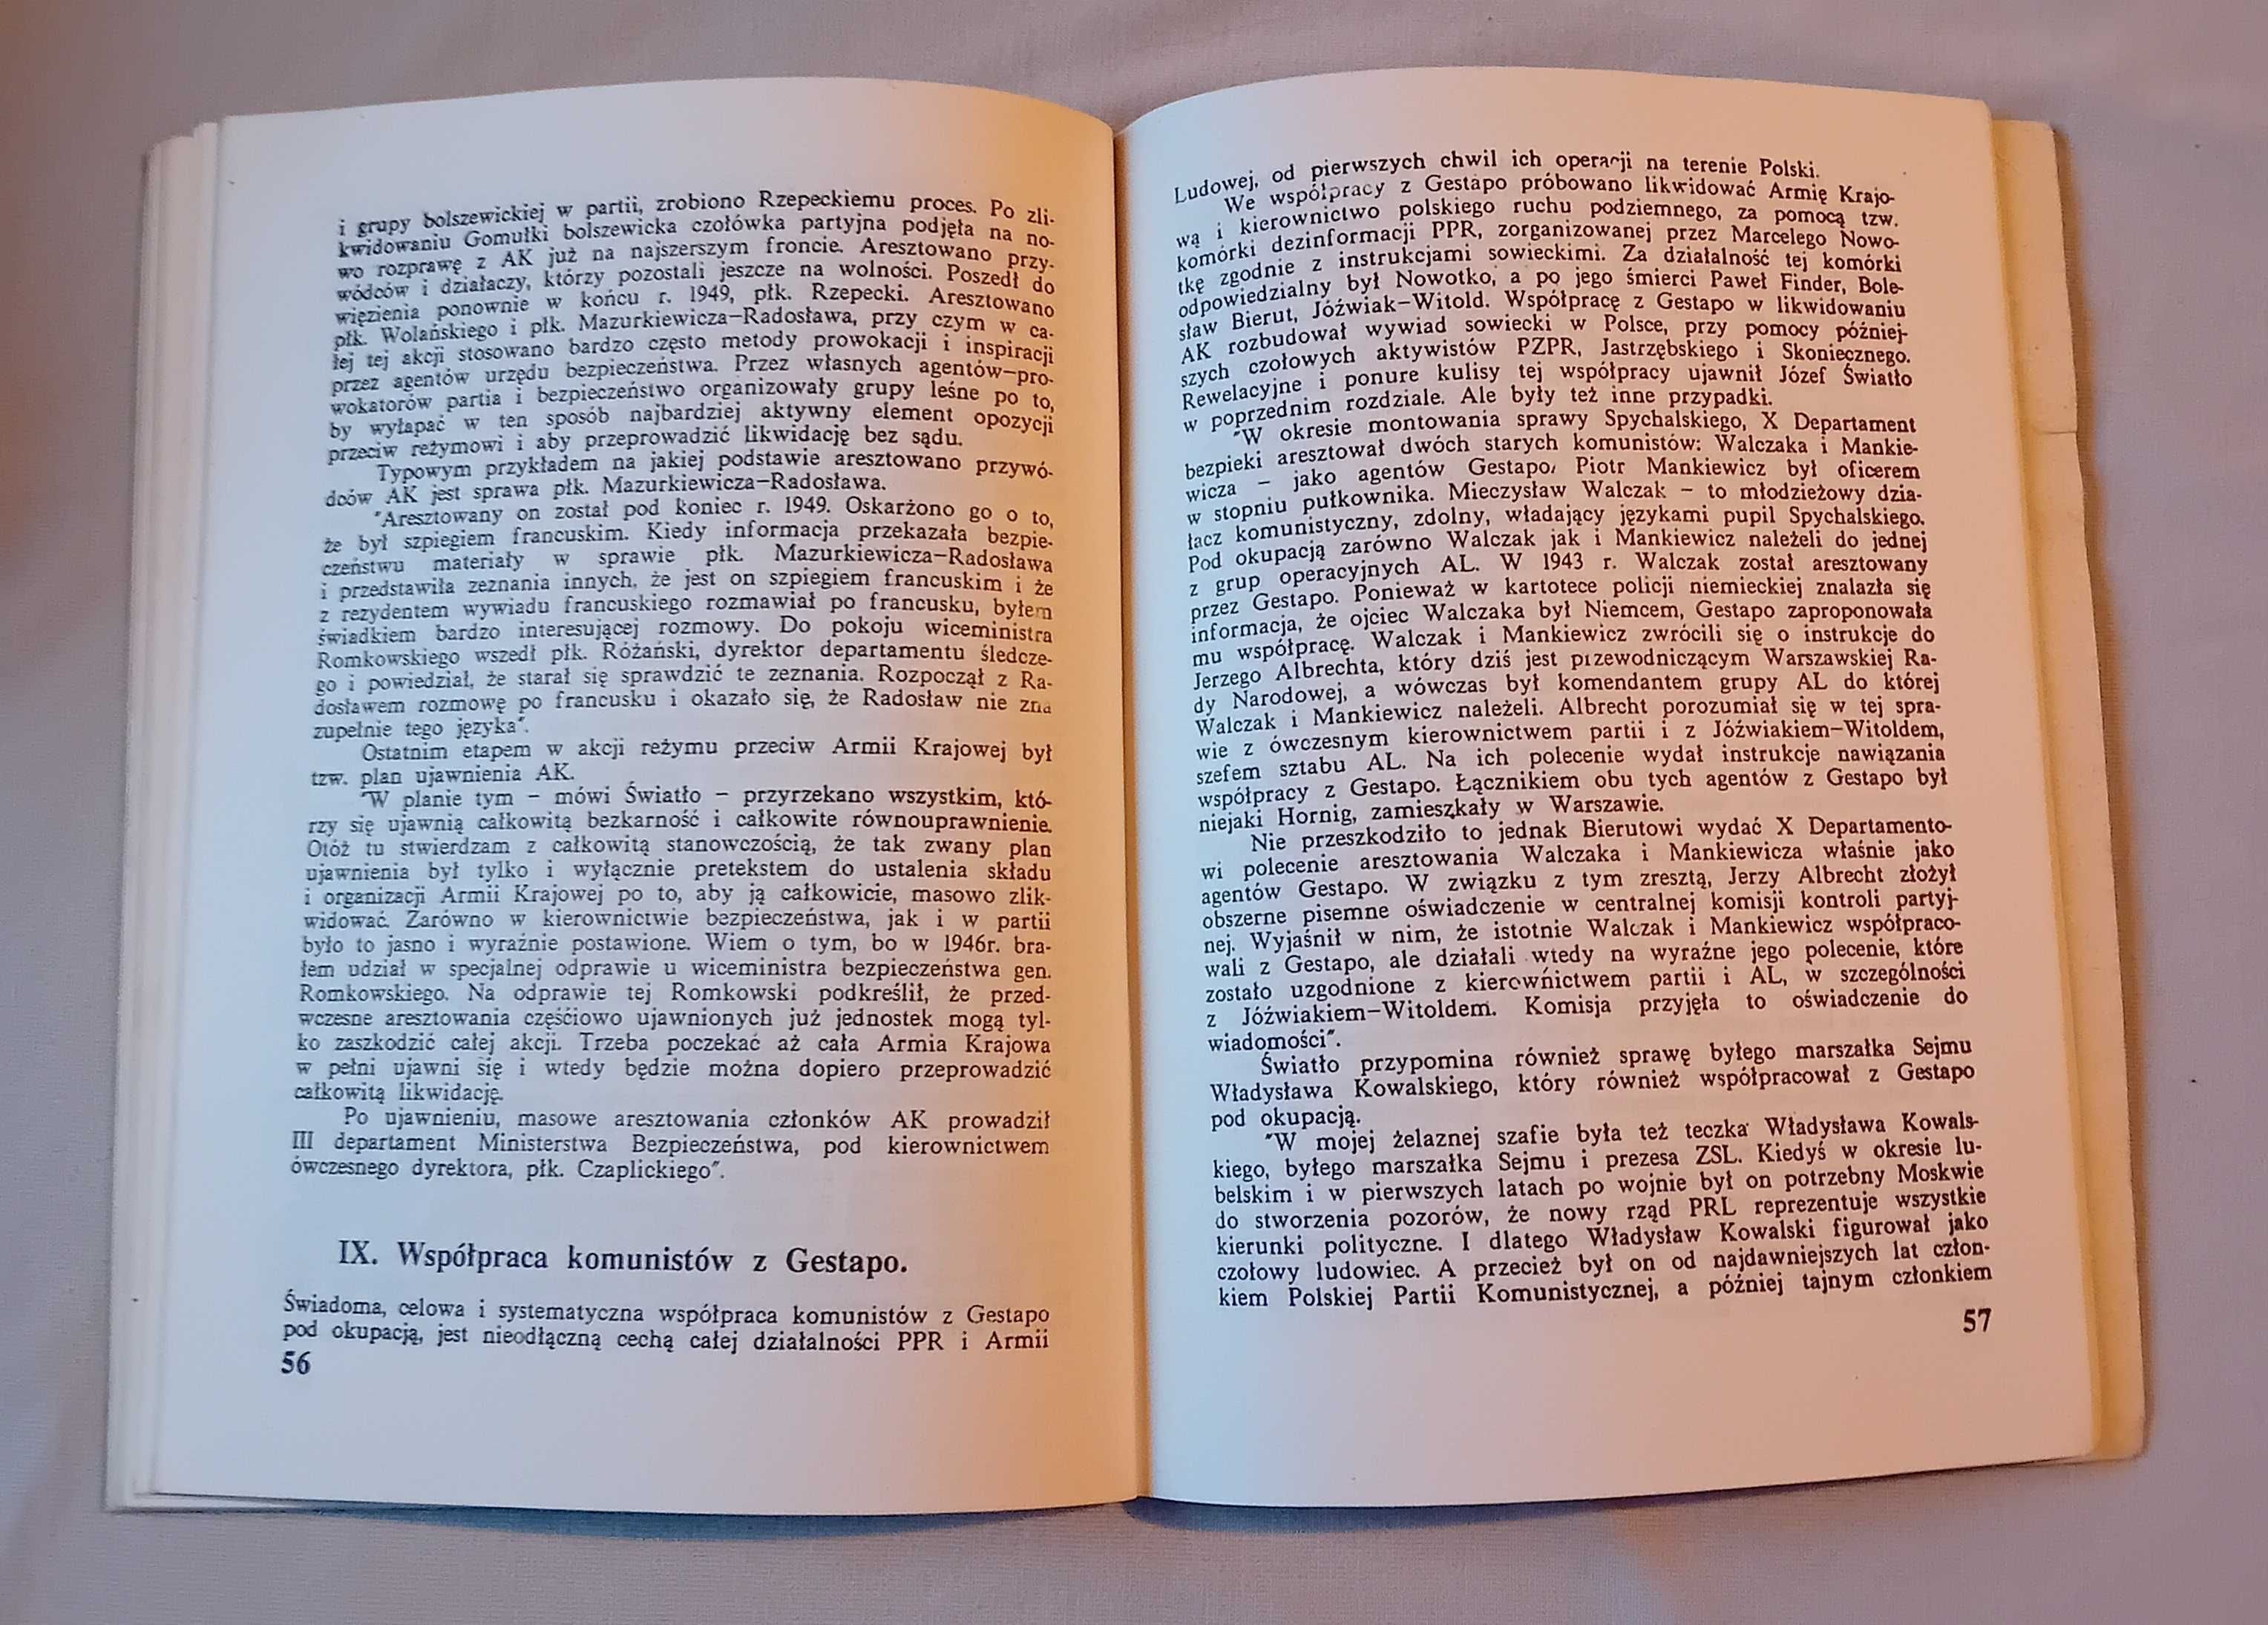 i grupy bolszewickiej w partii, zrobiono Rzepeckiemu proces. Po zli-
kwidowaniu Gomułki bolszewicka czołówka partyjna podjęła na no-
wo rozprawę z AK już na najszerszym froncie. Aresztowano przy-
wódców i działaczy, którzy pozostali jeszcze na wolności. Poszedł do
więzienia ponownie w końcu r. 1949, płk. Rzepecki. Aresztowano
płk. Wolańskiego i płk. Mazurkiewicza-Radosława, przy czym w ca-
łej tej akcji stosowano bardzo często metody prowokacji i inspiracji
przez agentów urzędu bezpieczeństwa. Przez własnych agentów-pro-
wokatorów partia i bezpieczeństwo organizowały grupy leśne po to,
by wyłapać w ten sposób najbardziej aktywny element opozycji
przeciw reżymowi i aby przeprowadzić likwidację bez sądu.
Typowym przykładem na jakiej podstawie aresztowano przywó-
dców AK jest sprawa płk. Mazurkiewicza-Radosława.
"Aresztowany on został pod koniec r. 1949. Oskarżono go o to,
że był szpiegiem francuskim. Kiedy informacja przekazała bezpie-
czeństwu materiały w sprawie płk. Mazurkiewicza-Radosława
i przedstawiła zeznania innych, że jest on szpiegiem francuskim i że
z rezydentem wywiadu francuskiego rozmawiał po francusku, byłem
świadkiem bardzo interesującej rozmowy. Do pokoju wiceministra
Romkowskiego wszedł płk. Różański, dyrektor departamentu śledcze-
go i powiedział, że starał się sprawdzić te zeznania. Rozpoczął z Ra-
dosławem rozmowę po francusku i okazało się, że Radosław nie zna
zupełnie tego języka".
Ostatnim etapem w akcji reżymu przeciw Armii Krajowej był
tzw. plan ujawnienia AK.
"W planie tym - mówi Światło - przyrzekano wszystkim, któ-
rzy się ujawnią całkowitą bezkarność i całkowite równouprawnienie.
Otóż tu stwierdzam z całkowitą stanowczością, że tak zwany plan
ujawnienia był tylko i wyłącznie pretekstem do ustalenia składu
i organizacji Armii Krajowej po to, aby ją całkowicie, masowo zlik-
widować. Zarówno w kierownictwie bezpieczeństwa, jak i w partii
było to jasno i wyraźnie postawione. Wiem o tym, bo w 1946r. bra-
łem udział w specjalnej odprawie u wiceministra bezpieczeństwa gen.
Romkowskiego. Na odprawie tej Romkowski podkreślił, że przed-
wczesne aresztowania częściowo ujawnionych już jednostek mogą tyl-
ko zaszkodzić całej akcji. Trzeba poczekać aż cała Armia Krajowa
w pełni ujawni się i wtedy będzie można dopiero przeprowadzić
całkowitą likwidację.
Po ujawnieniu, masowe aresztowania członków AK prowadził
III departament Ministerstwa Bezpieczeństwa, pod kierownictwem
ówczesnego dyrektora, płk. Czaplickiego".
IX. Współpraca komunistów z Gestapo.
Świadoma, celowa i systematyczna współpraca komunistów z Gestapo
pod okupacją, jest nieodłączną cechą całej działalności PPR i Armii
56
Ludowej, od pierwszych chwil ich operacji na terenie Polski.
We współpracy z Gestapo próbowano likwidować Armię Krajo-
wą i kierownictwo polskiego ruchu podziemnego, za pomocą tzw.
komórki dezinformacji PPR, zorganizowanej przez Marcelego Nowo-
tkę zgodnie z instrukcjami sowieckimi. Za działalność tej komórki
odpowiedzialny był Nowotko, a po jego śmierci Paweł Finder, Bole-
sław Bierut, Jóźwiak-Witold. Współpracę z Gestapo w likwidowaniu
AK rozbudował wywiad sowiecki w Polsce, przy pomocy później-
szych czołowych aktywistów PZPR, Jastrzębskiego i Skoniecznego.
Rewelacyjne i ponure kulisy tej współpracy ujawnił Józef Światło
w poprzednim rozdziale. Ale były też inne przypadki.
"W okresie montowania sprawy Spychalskiego, X Departament
bezpieki aresztował dwóch starych komunistów: Walczaka i Mankie-
wicza - jako agentów Gestapo. Piotr Mankiewicz był oficerem
w stopniu pułkownika. Mieczysław Walczak - to młodzieżowy dzia-
łacz komunistyczny, zdolny, władający językami pupil Spychalskiego.
Pod okupacją zarówno Walczak jak i Mankiewicz należeli do jednej
z grup operacyjnych AL. W 1943 r. Walczak został aresztowany
przez Gestapo. Ponieważ w kartotece policji niemieckiej znalazła się
informacja, że ojciec Walczaka był Niemcem, Gestapo zaproponowała
mu współpracę. Walczak i Mankiewicz zwrócili się o instrukcje do
Jerzego Albrechta, który dziś jest przewodniczącym Warszawskiej Ra-
dy Narodowej, a wówczas był komendantem grupy AL do której
Walczak i Mankiewicz należeli. Albrecht porozumiał się w tej spra-
wie z ówczesnym kierownictwem partii i z Jóźwiakiem-Witoldem,
szefem sztabu AL. Na ich polecenie wydał instrukcje nawiązania
współpracy z Gestapo. Łącznikiem obu tych agentów z Gestapo był
niejaki Hornig, zamieszkały w Warszawie.
Nie przeszkodziło to jednak Bierutowi wydać X Departamento-
wi polecenie aresztowania Walczaka i Mankiewicza właśnie jako
agentów Gestapo. W związku z tym zresztą, Jerzy Albrecht złożył
obszerne pisemne oświadczenie w centralnej komisji kontroli partyj-
nej. Wyjaśnił w nim, że istotnie Walczak i Mankiewicz współpraco-
wali z Gestapo, ale działali wtedy na wyraźne jego polecenie, które
zostało uzgodnione z kierownictwem partii i AL, w szczególności
z Jóźwiakiem-Witoldem. Komisja przyjęła to oświadczenie do
wiadomości".
Światło przypomina również sprawę byłego marszałka Sejmu
Władysława Kowalskiego, który również współpracował z Gestapo
pod okupacją.
"W mojej żelaznej szafie była też teczka Władysława Kowals-
kiego, byłego marszałka Sejmu i prezesa ZSL. Kiedyś w okresie lu-
belskim i w pierwszych latach po wojnie był on potrzebny Moskwie
do stworzenia pozorów, że nowy rząd PRL reprezentuje wszystkie
kierunki polityczne. I dlatego Władysław Kowalski figurował jako
czołowy ludowiec. A przecież był on od najdawniejszych lat człon-
kiem Polskiej Partii Komunistycznej, a później tajnym członkiem
57